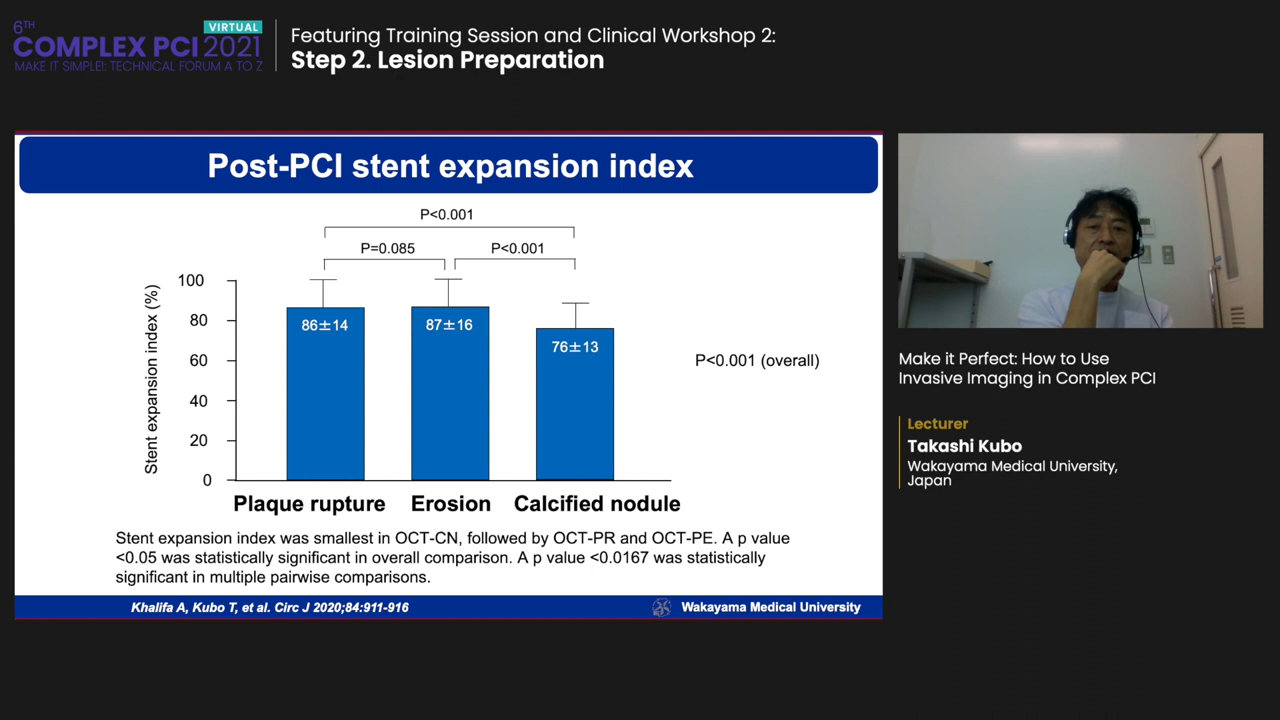 6TH
VIRTUAL
COMPLEX PCI 2021
MAKE IT SIMPLE!: TECHNICAL FORUM A TO Z
Featuring Training Session and Clinical Workshop 2:
Step 2. Lesion Preparation
Post-PCI stent expansion index
P<0.001
P=0.085
P<0.001
Stent expansion index (%)
100
80
60
40
20
0
86±14
87±16
76±13
P<0.001 (overall)
Plaque rupture
Erosion
Calcified nodule
Stent expansion index was smallest in OCT-CN, followed by OCT-PR and OCT-PE. A p value
<0.05 was statistically significant in overall comparison. A p value <0.0167 was statistically
significant in multiple pairwise comparisons.
Khalifa A, Kubo T, et al. Circ J 2020;84:911-916
Wakayama Medical University
Make it Perfect: How to Use
Invasive Imaging in Complex PCI
Lecturer
Takashi Kubo
Wakayama Medical University,
Japan